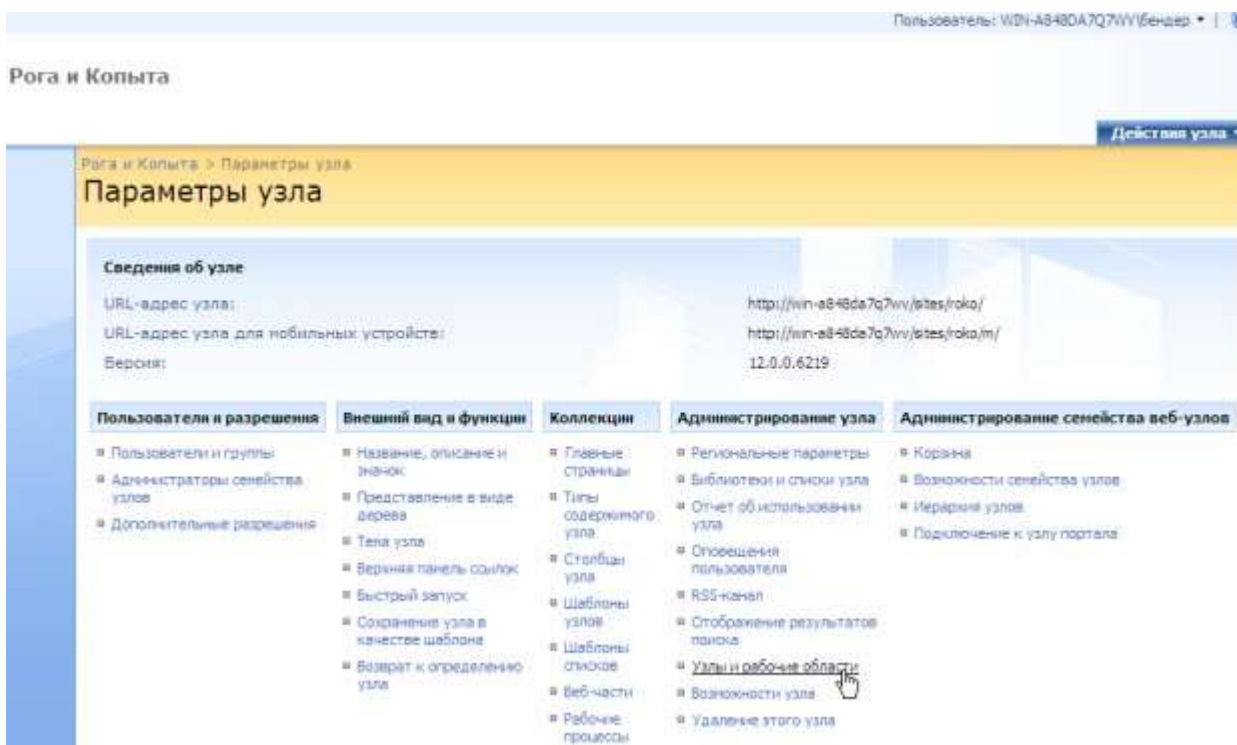 Пользователь: WIN-A848DA7Q7WV\бендер
Рога и Копыта
Действия узла
Рога и Копыта > Параметры узла
Параметры узла
Сведения об узле
URL-адрес узла: http://win-a848da7q7wv/sites/roko/
URL-адрес узла для мобильных устройств: http://win-a848da7q7wv/sites/roko/m/
Версия: 12.0.0.6219
Пользователи и разрешения
Пользователи и группы
Администраторы семейства
узлов
Дополнительные разрешения
Внешний вид и функции
Название, описание и
значок
Представление в виде
дерева
Тема узла
Верхняя панель ссылок
Быстрый запуск
Сохранение узла в
качестве шаблона
Возврат к определению
узла
Коллекции
Главные
страницы
Типы
содержимого
узла
Столбцы
узла
Шаблоны
узлов
Шаблоны
списков
Веб-части
Рабочие
процессы
Администрирование узла
Региональные параметры
Библиотеки и списки узла
Отчет об использовании
узла
Оповещения
пользователя
RSS-канал
Отображение результатов
поиска
Узлы и рабочие области
Возможности узла
Удаление этого узла
Администрирование семейства веб-узлов
Корзина
Возможности семейства узлов
Иерархия узлов
Подключение к узлу портала